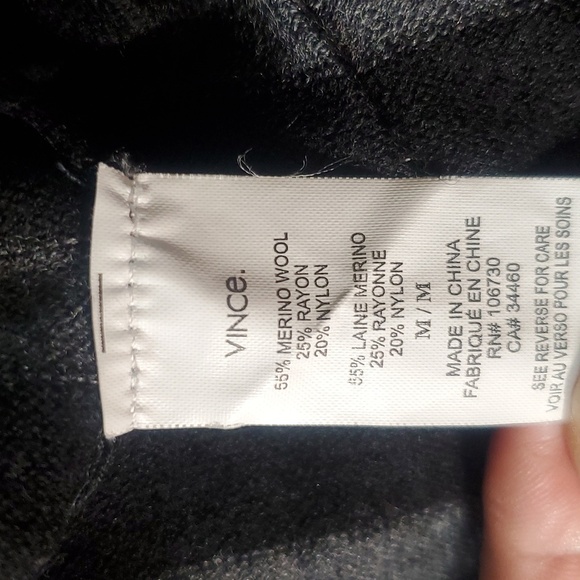 VINCE.
55% MERINO WOOL
25% RAYON
20% NYLON
55% LAINE MERINO
25% RAYONNE
20% NYLON
M / M
MADE IN CHINA
FABRIQUÉ EN CHINE
RN# 106730
CA# 34460
SEE REVERSE FOR CARE
VOIR AU VERSO POUR LES SOINS